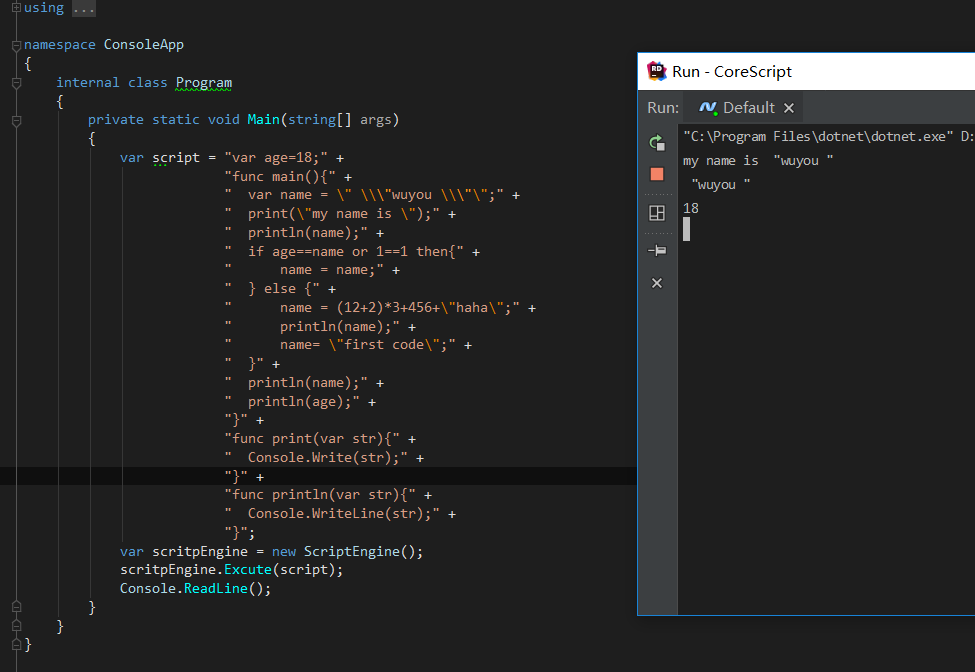 using ...
namespace ConsoleApp
{
    internal class Program
    {
        private static void Main(string[] args)
        {
            var script = "var age=18;" +
                         "func main(){" +
                         "  var name = \" \\\"wuyou \\\"\";" +
                         "  print(\"my name is \");" +
                         "  println(name);" +
                         "  if age==name or 1==1 then{" +
                         "      name = name;" +
                         "  } else {" +
                         "      name = (12+2)*3+456+\"haha\";" +
                         "      println(name);" +
                         "      name= \"first code\";" +
                         "  }" +
                         "  println(name);" +
                         "  println(age);" +
                         "}" +
                         "func print(var str){" +
                         "  Console.Write(str);" +
                         "}" +
                         "func println(var str){" +
                         "  Console.WriteLine(str);" +
                         "}";
            var scritpEngine = new ScriptEngine();
            scritpEngine.Excute(script);
            Console.ReadLine();
        }
    }
}
RD
Run - CoreScript
Run: Default
"C:\Program Files\dotnet\dotnet.exe" D:
my name is  "wuyou "
 "wuyou "
18